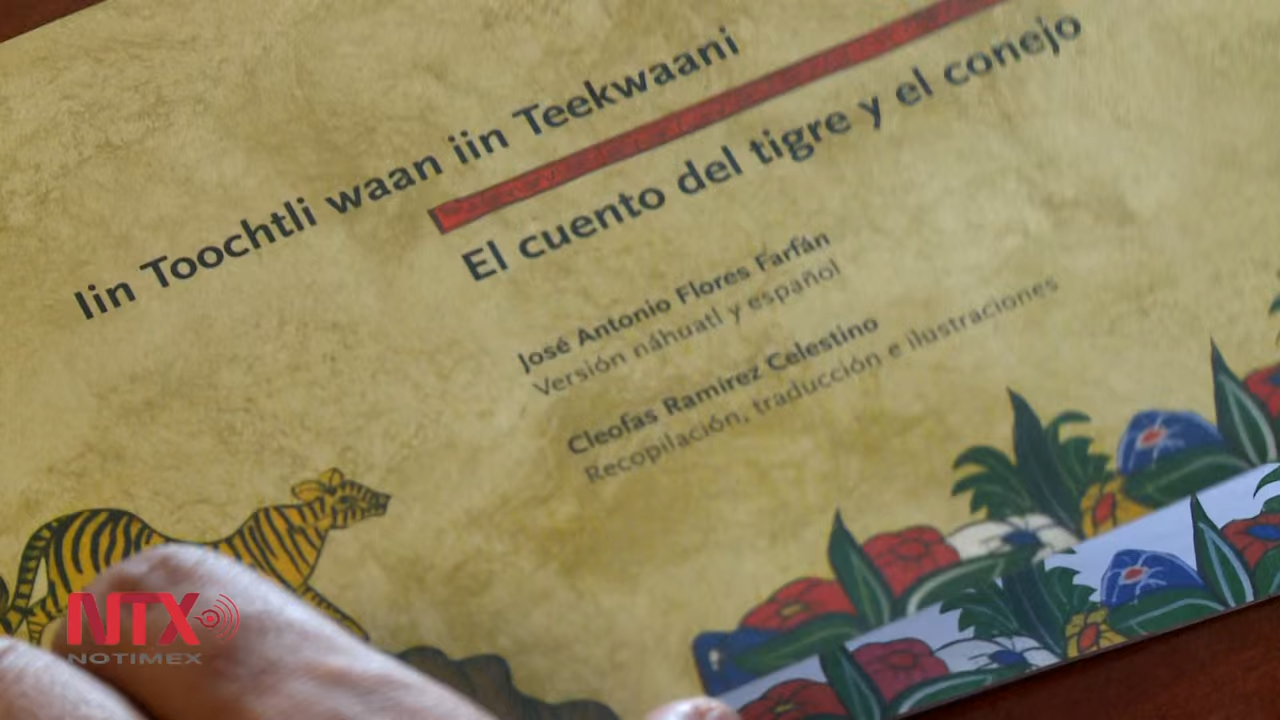 Iin Toochtli waan iin Teekwaani
El cuento del tigre y el conejo
José Antonio Flores Farfán
Versión náhuatl y español
Cleofas Ramírez Celestino
Recopilación, traducción e ilustraciones
NTX
NOTIMEX